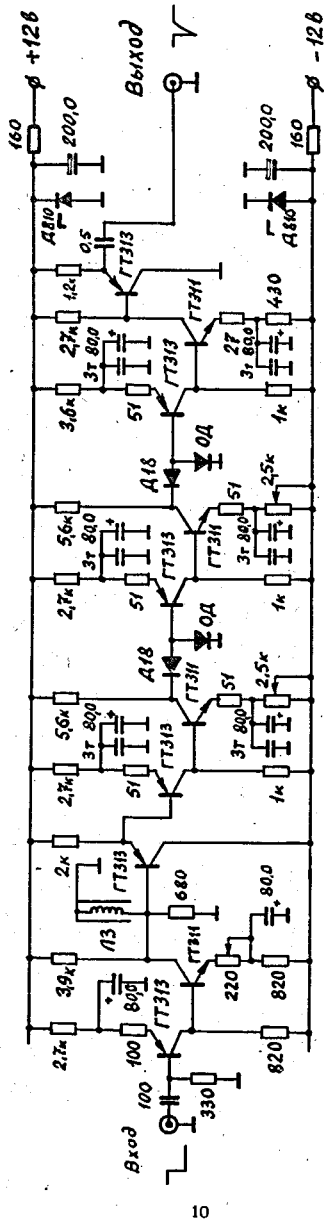 Вход
100
330
2,7к
80,0
+
100
ГТ313
820
3,9к
ГТ311
220
820
+
80,0
ЛЗ
680
2к
ГТ313
2,7к
3т 80,0
+
51
ГТ313
1к
5,6к
ГТ311
51
3т 80,0
+
2,5к
Д18
ОД
2,7к
3т 80,0
+
51
ГТ313
1к
5,6к
ГТ311
51
3т 80,0
+
2,5к
Д18
ОД
3,6к
3т 80,0
+
51
ГТ313
1к
2,7к
ГТ311
27
3т 80,0
+
430
1,2к
ГТ313
0,5
Выход
Д810
Г
200,0
160
+12в
Д810
Г
200,0
160
-12в
10